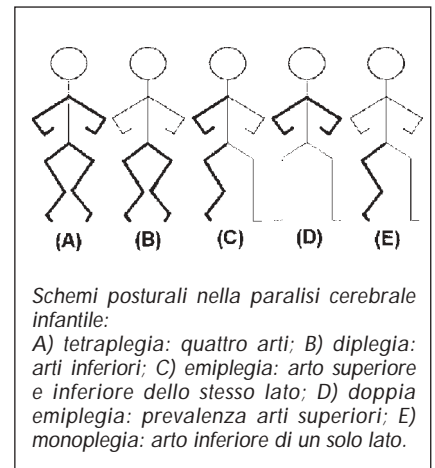 (A) (B) (C) (D) (E)
Schemi posturali nella paralisi cerebrale
infantile:
A) tetraplegia: quattro arti; B) diplegia:
arti inferiori; C) emiplegia: arto superiore
e inferiore dello stesso lato; D) doppia
emiplegia: prevalenza arti superiori; E)
monoplegia: arto inferiore di un solo lato.